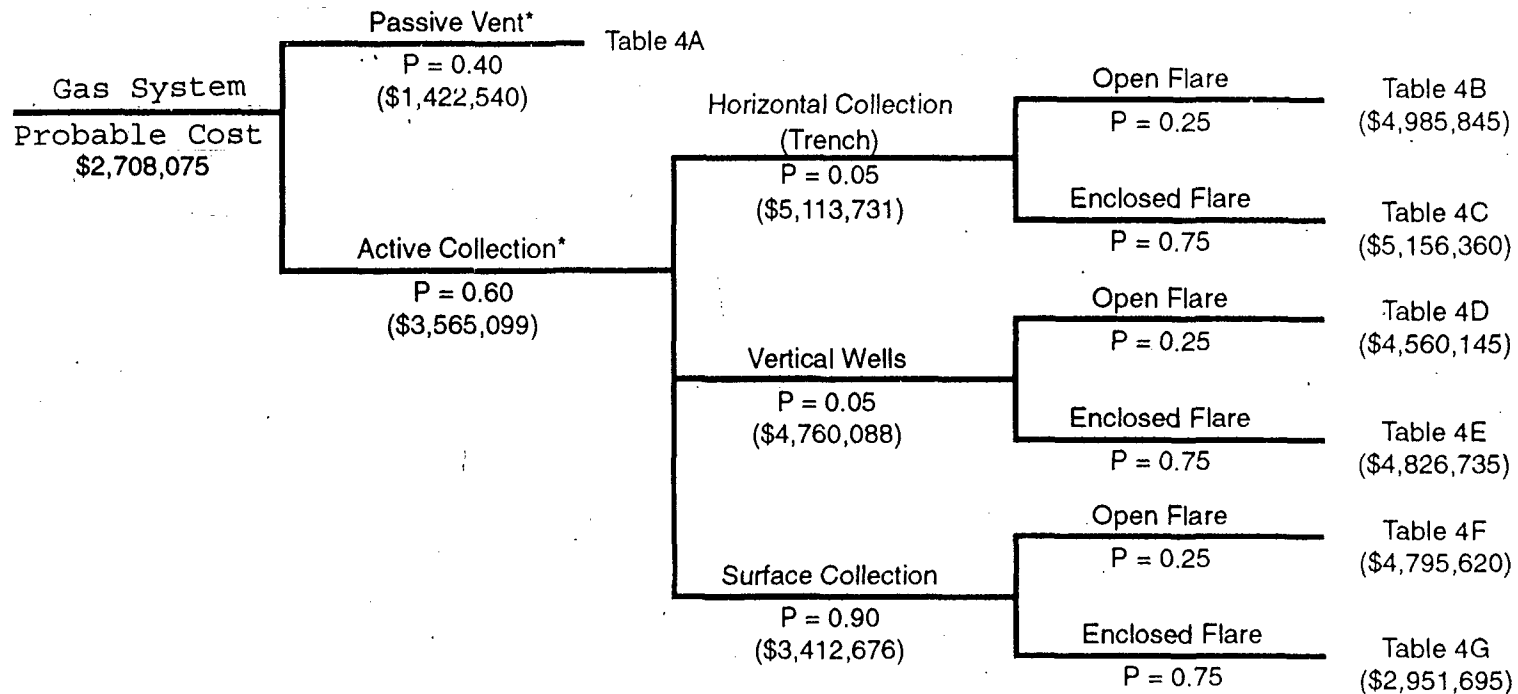 Gas System
Probable Cost
$2,708,075
Passive Vent*
P = 0.40
($1,422,540)
Table 4A
Active Collection*
P = 0.60
($3,565,099)
Horizontal Collection
(Trench)
P = 0.05
($5,113,731)
Open Flare
P = 0.25
Table 4B
($4,985,845)
Enclosed Flare
P = 0.75
Table 4C
($5,156,360)
Vertical Wells
P = 0.05
($4,760,088)
Open Flare
P = 0.25
Table 4D
($4,560,145)
Enclosed Flare
P = 0.75
Table 4E
($4,826,735)
Surface Collection
P = 0.90
($3,412,676)
Open Flare
P = 0.25
Table 4F
($4,795,620)
Enclosed Flare
P = 0.75
Table 4G
($2,951,695)